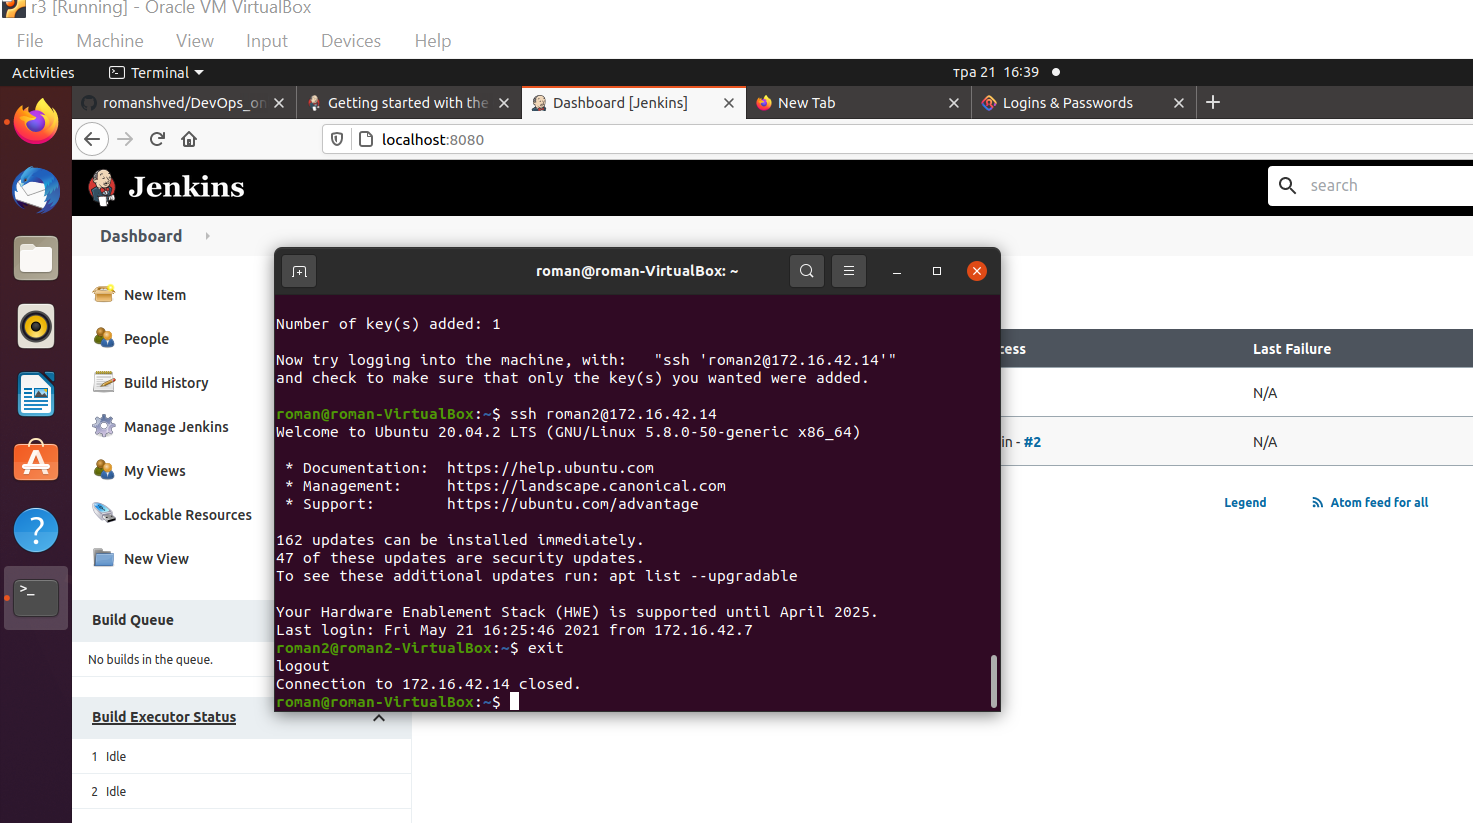 r3 [Running] - Oracle VM VirtualBox
File Machine View Input Devices Help
Activities Terminal тра 21 16:39
romanshved/DevOps_on Getting started with the Dashboard [Jenkins] New Tab Logins & Passwords
localhost:8080
Jenkins
search
Dashboard
New Item
People
Build History
Manage Jenkins
My Views
Lockable Resources
New View
Build Queue
No builds in the queue.
Build Executor Status
1 Idle
2 Idle
roman@roman-VirtualBox: ~
Number of key(s) added: 1
Now try logging into the machine, with:   "ssh 'roman2@172.16.42.14'"
and check to make sure that only the key(s) you wanted were added.
roman@roman-VirtualBox:~$ ssh roman2@172.16.42.14
Welcome to Ubuntu 20.04.2 LTS (GNU/Linux 5.8.0-50-generic x86_64)
* Documentation:  https://help.ubuntu.com
* Management:     https://landscape.canonical.com
* Support:        https://ubuntu.com/advantage
162 updates can be installed immediately.
47 of these updates are security updates.
To see these additional updates run: apt list --upgradable
Your Hardware Enablement Stack (HWE) is supported until April 2025.
Last login: Fri May 21 16:25:46 2021 from 172.16.42.7
roman2@roman2-VirtualBox:~$ exit
logout
Connection to 172.16.42.14 closed.
roman@roman-VirtualBox:~$
cess Last Failure
N/A
in - #2 N/A
Legend Atom feed for all